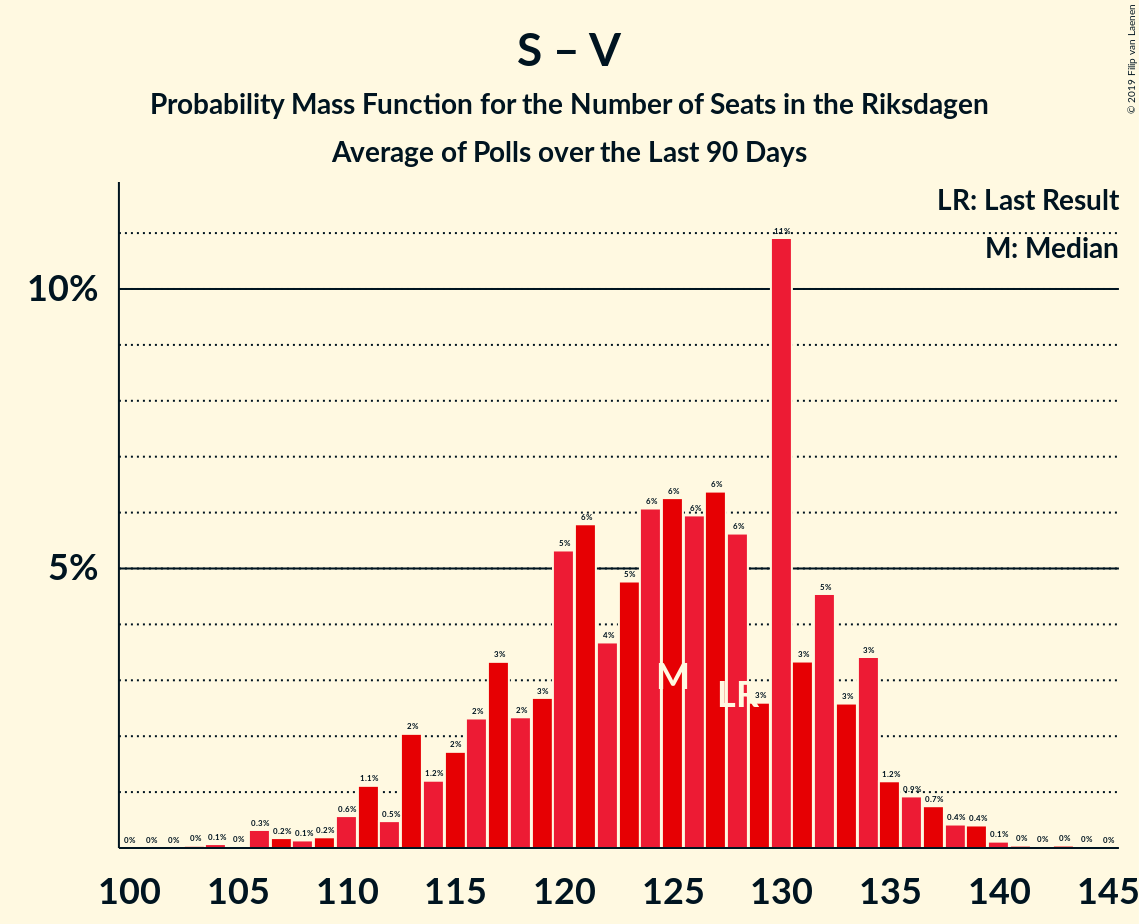 S – V
Probability Mass Function for the Number of Seats in the Riksdagen
Average of Polls over the Last 90 Days
© 2019 Filip van Laenen
LR: Last Result
M: Median
10%
5%
0% 0% 0% 0% 0.1% 0% 0.3% 0.2% 0.1% 0.2% 0.6% 1.1% 0.5% 2% 1.2% 2% 2% 3% 2% 3% 5% 6% 4% 5% 6% 6% 6% 6% 6% 3% 11% 3% 5% 3% 3% 1.2% 0.9% 0.7% 0.4% 0.4% 0.1% 0% 0% 0% 0% 0%
M
LR
100 105 110 115 120 125 130 135 140 145